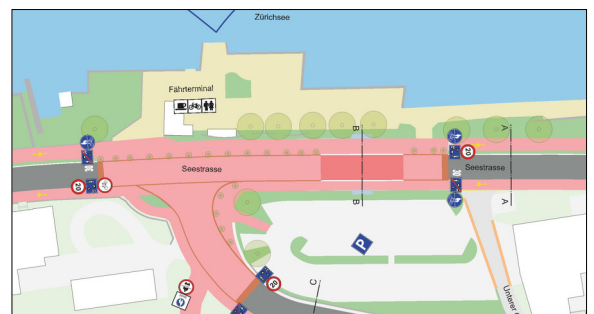 Zürichsee
Fährterminal
B
A
20
Seestrasse
Seestrasse
20
B
A
P
C
20
Unterer